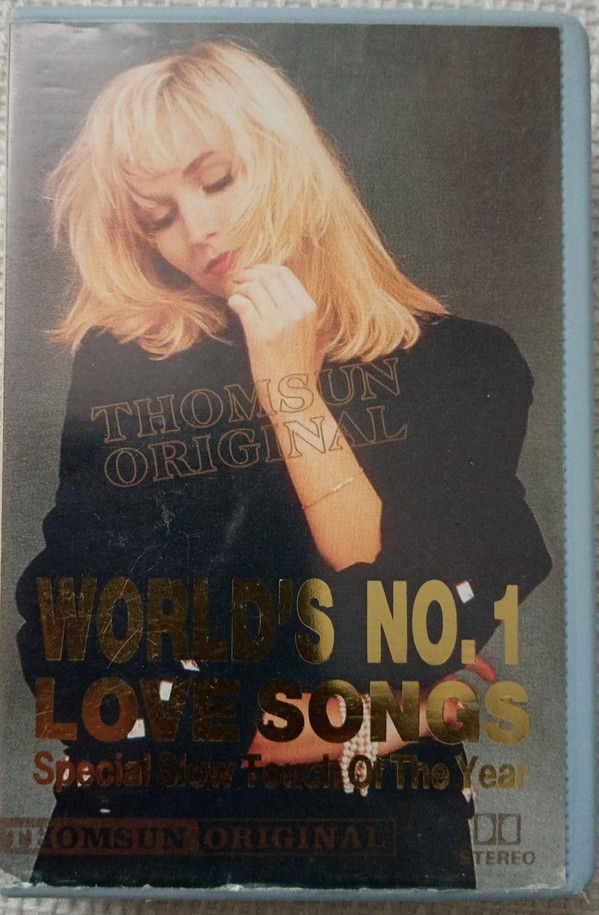 THOMSUN
ORIGINAL
WORLD'S NO.1
LOVE SONGS
Special Slow Touch Of The Year
THOMSUN ORIGINAL
STEREO